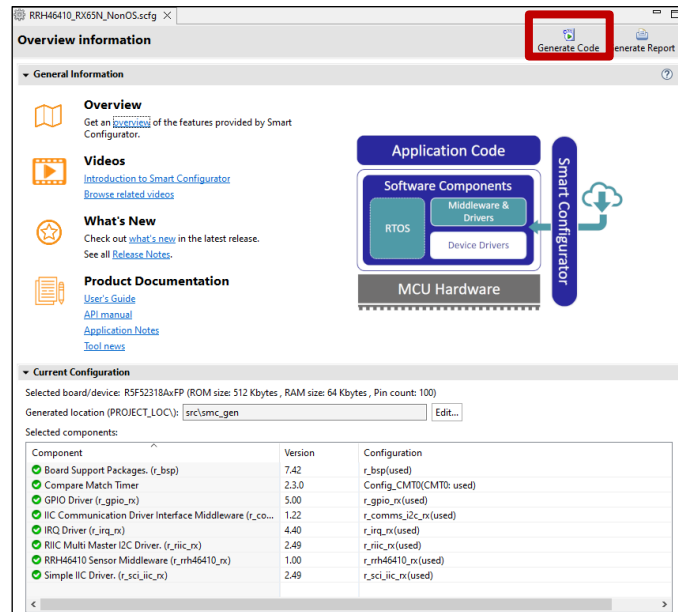 RRH46410_RX65N_NonOS.scfg
Overview information
Generate Code
enerate Report
General Information
Overview
Get an overview of the features provided by Smart
Configurator.
Videos
Introduction to Smart Configurator
Browse related videos
What's New
Check out what's new in the latest release.
See all Release Notes.
Product Documentation
User's Guide
API manual
Application Notes
Tool news
Application Code
Software Components
RTOS
Middleware &
Drivers
Device Drivers
MCU Hardware
Smart Configurator
Current Configuration
Selected board/device: R5F52318AxFP (ROM size: 512 Kbytes , RAM size: 64 Kbytes , Pin count: 100)
Generated location (PROJECT_LOC\): src\smc_gen Edit...
Selected components:
Component Version Configuration
Board Support Packages. (r_bsp) 7.42 r_bsp(used)
Compare Match Timer 2.3.0 Config_CMT0(CMT0: used)
GPIO Driver (r_gpio_rx) 5.00 r_gpio_rx(used)
IIC Communication Driver Interface Middleware (r_co... 1.22 r_comms_i2c_rx(used)
IRQ Driver (r_irq_rx) 4.40 r_irq_rx(used)
RIIC Multi Master I2C Driver. (r_riic_rx) 2.49 r_riic_rx(used)
RRH46410 Sensor Middleware (r_rrh46410_rx) 1.00 r_rrh46410_rx(used)
Simple IIC Driver. (r_sci_iic_rx) 2.49 r_sci_iic_rx(used)